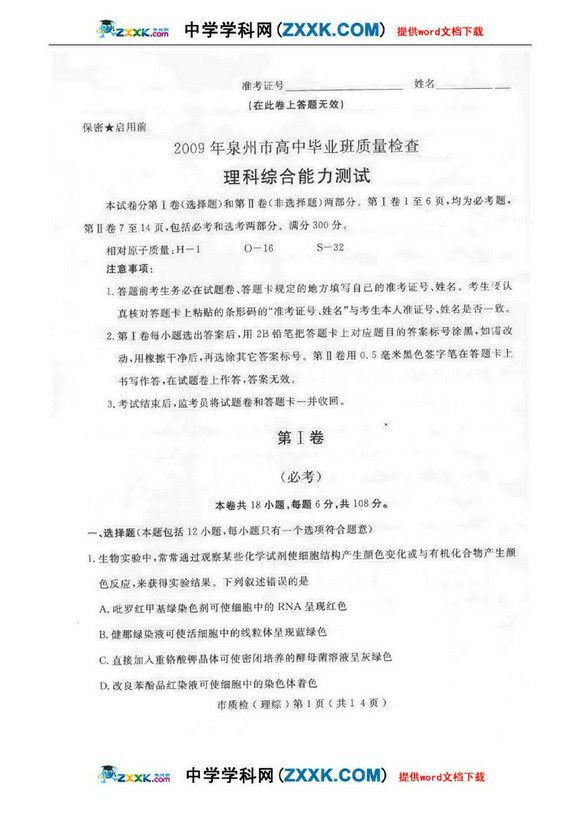 ZXXK.com 中学学科网(ZXXK.COM) 提供word文档下载
准考证号 姓名
(在此卷上答题无效)
保密★启用前
2009年泉州市高中毕业班质量检查
理科综合能力测试
本试卷分第Ⅰ卷(选择题)和第Ⅱ卷(非选择题)两部分。第Ⅰ卷1至6页,均为必考题,
第Ⅱ卷7至14页,包括必考和选考两部分。满分300分。
相对原子质量:H—1 O—16 S—32
注意事项:
1.答题前考生务必在试题卷、答题卡规定的地方填写自己的准考证号、姓名。考生要认
真核对答题卡上粘贴的条形码的“准考证号、姓名”与考生本人准证号、姓名是否一致。
2.第Ⅰ卷每小题选出答案后,用2B铅笔把答题卡上对应题目的答案标号涂黑,如需改
动,用橡擦干净后,再选涂其它答案标号。第Ⅱ卷用0.5毫米黑色签字笔在答题卡上
书写作答,在试题卷上作答,答案无效。
3.考试结束后,监考员将试题卷和答题卡一并收回。
第Ⅰ卷
(必考)
本卷共18小题,每题6分,共108分。
一、选择题(本题包括12小题,每小题只有一个选项符合题意)
1.生物实验中,常常通过观察某些化学试剂使细胞结构产生颜色变化或与有机化合物产生颜
色反应,来获得实验结果。下列叙述错误的是
A.吡罗红甲基绿染色剂可使细胞中的RNA呈现红色
B.健那绿染液可使活细胞中的线粒体呈现蓝绿色
C.直接加入重铬酸钾晶体可使密闭培养的酵母菌溶液呈灰绿色
D.改良苯酚品红染液可使细胞中的染色体着色
市质检(理综)第1页(共14页)
ZXXK.com 中学学科网(ZXXK.COM) 提供word文档下载